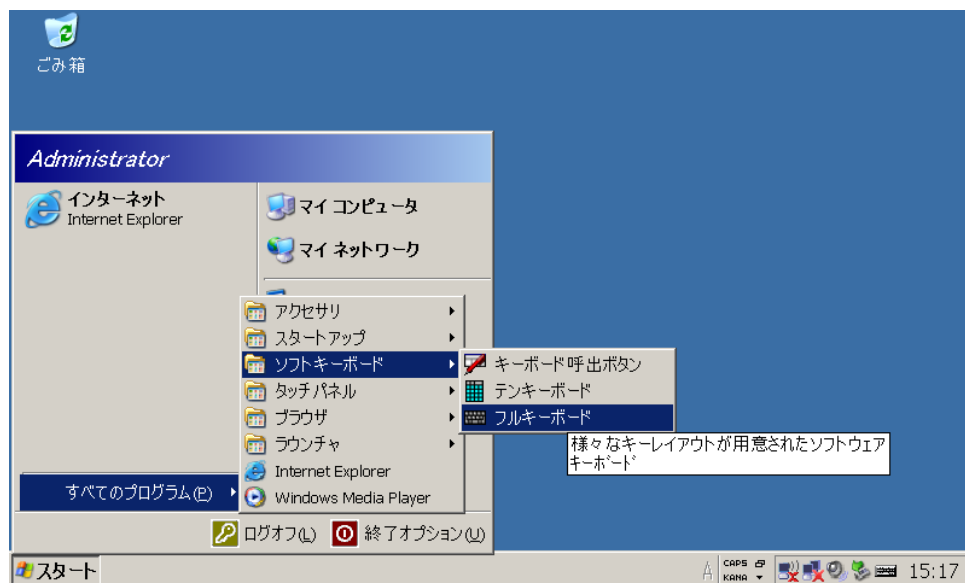 ごみ箱
Administrator
インターネット
Internet Explorer
マイ コンピュータ
マイ ネットワーク
アクセサリ
スタートアップ
ソフトキーボード
タッチパネル
ブラウザ
ランチャ
Internet Explorer
Windows Media Player
キーボード呼出ボタン
テンキーボード
フルキーボード
様々なキーレイアウトが用意されたソフトウェア
キーボード
すべてのプログラム(P)
ログオフ(L)
終了オプション(U)
スタート
A
CAPS
KANA
15:17